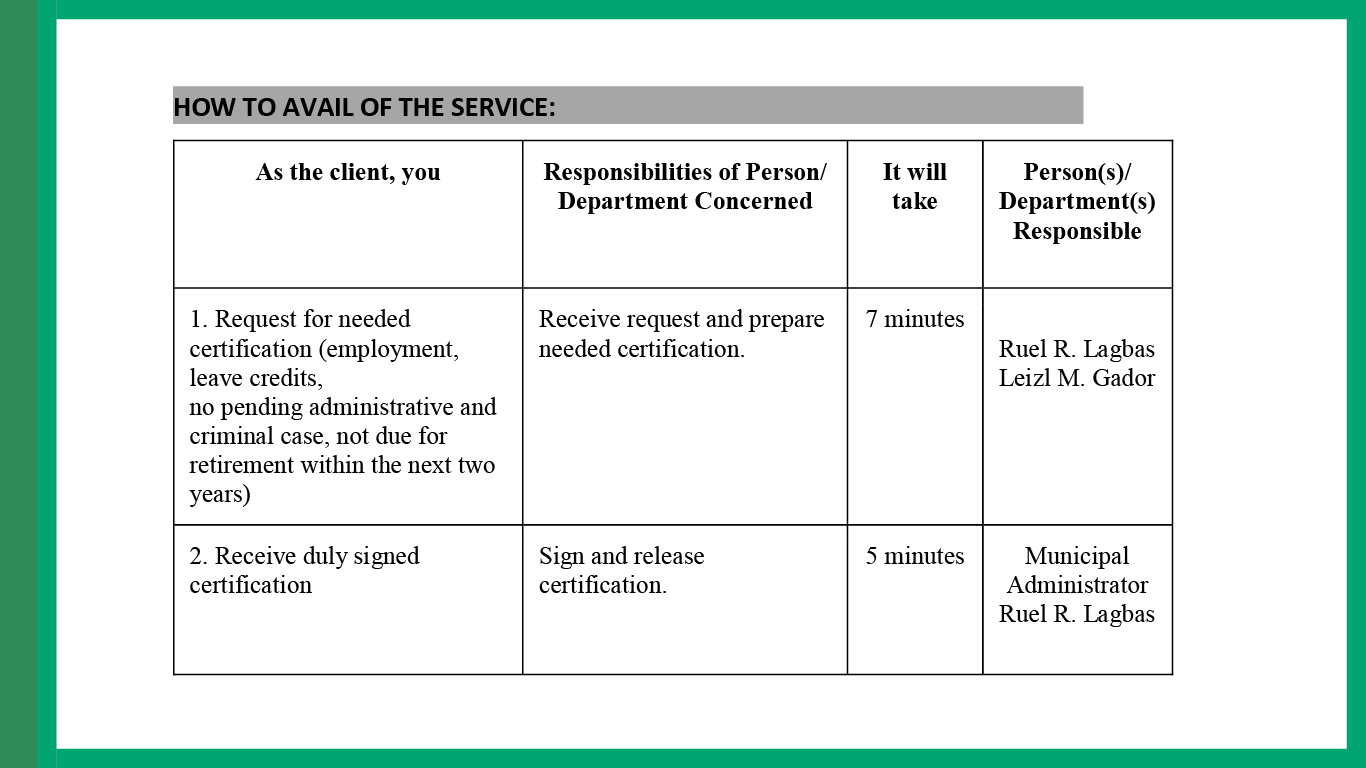 HOW TO AVAIL OF THE SERVICE:
As the client, you
Responsibilities of Person/
Department Concerned
It will
take
Person(s)/
Department(s)
Responsible
1. Request for needed
certification (employment,
leave credits,
no pending administrative and
criminal case, not due for
retirement within the next two
years)
Receive request and prepare
needed certification.
7 minutes
Ruel R. Lagbas
Leizl M. Gador
2. Receive duly signed
certification
Sign and release
certification.
5 minutes
Municipal
Administrator
Ruel R. Lagbas